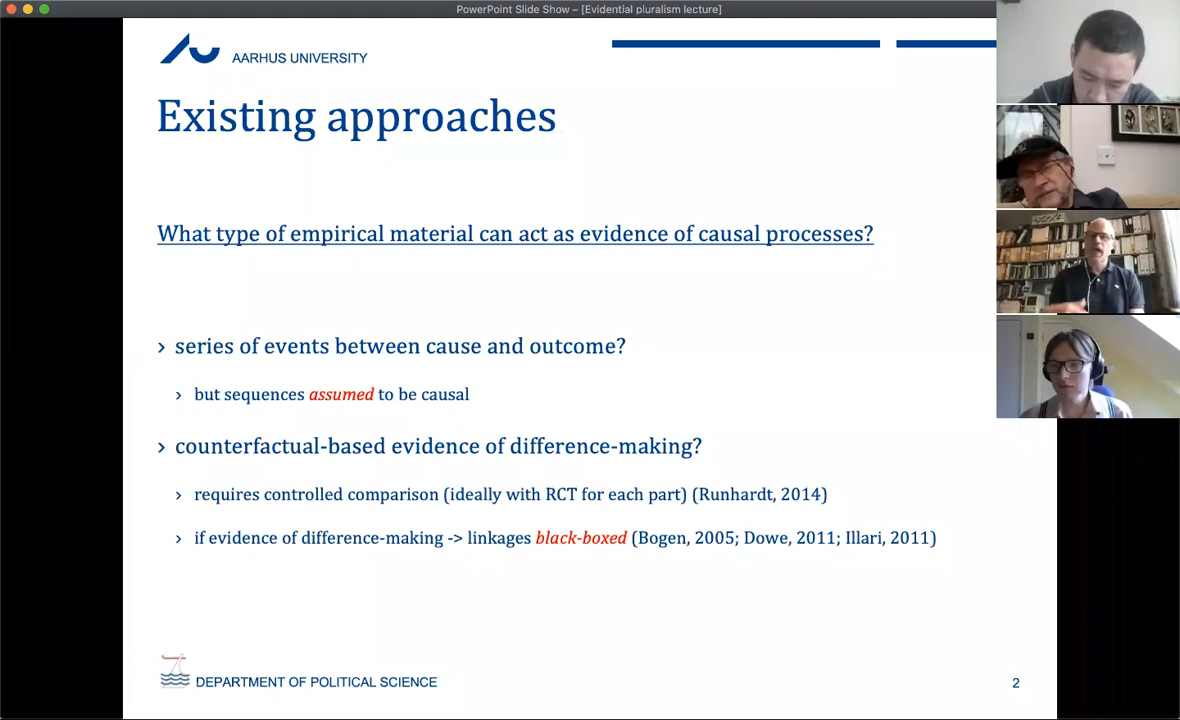 PowerPoint Slide Show – [Evidential pluralism lecture]
AARHUS UNIVERSITY
Existing approaches
What type of empirical material can act as evidence of causal processes?
› series of events between cause and outcome?
› but sequences assumed to be causal
› counterfactual-based evidence of difference-making?
› requires controlled comparison (ideally with RCT for each part) (Runhardt, 2014)
› if evidence of difference-making -> linkages black-boxed (Bogen, 2005; Dowe, 2011; Illari, 2011)
DEPARTMENT OF POLITICAL SCIENCE
2